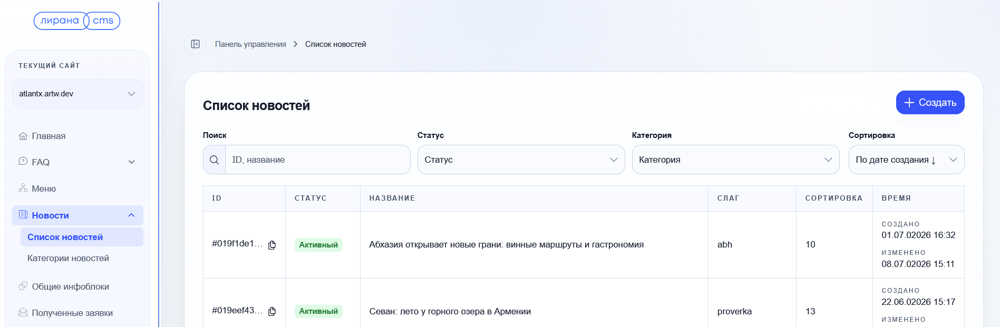 лирана cms
Панель управления > Список новостей
ТЕКУЩИЙ САЙТ
atlantx.artw.dev
Главная
FAQ
Меню
Новости
Список новостей
Категории новостей
Общие инфоблоки
Полученные заявки
Список новостей
+ Создать
Поиск Статус Категория Сортировка
ID, название Статус Категория По дате создания ↓
ID СТАТУС НАЗВАНИЕ СЛАГ СОРТИРОВКА ВРЕМЯ
СОЗДАНО
01.07.02026 16:32
#019f1de1... Активный Абхазия открывает новые грани: винные маршруты и гастрономия abh 10
ИЗМЕНЕНО
08.07.02026 15:11
СОЗДАНО
22.06.02026 15:17
#019eef43... Активный Севан: лето у горного озера в Армении proverka 13
ИЗМЕНЕНО